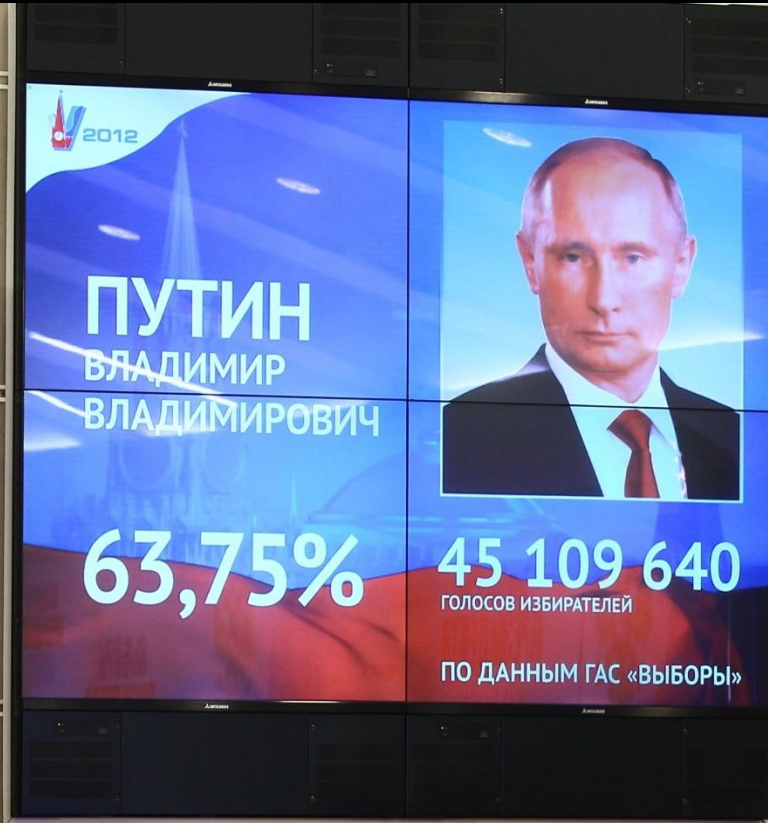 2012
ПУТИН
ВЛАДИМИР
ВЛАДИМИРОВИЧ
63,75%
45 109 640
ГОЛОСОВ ИЗБИРАТЕЛЕЙ
ПО ДАННЫМ ГАС «ВЫБОРЫ»